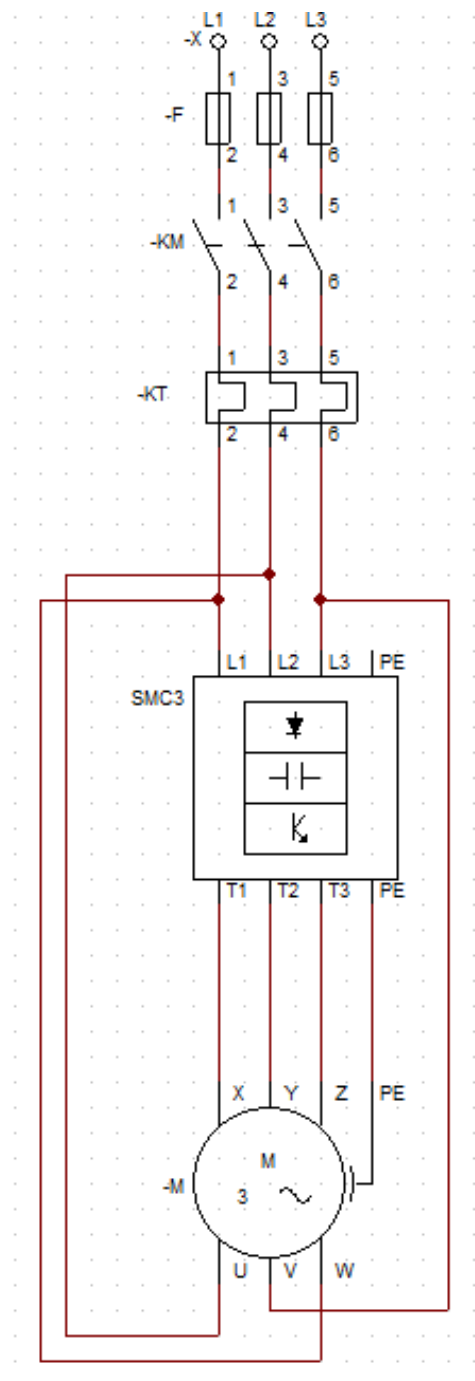 L1 L2 L3
-X
1 3 5
-F
2 4 6
1 3 5
-KM
2 4 6
1 3 5
-KT
2 4 6
L1 L2 L3 PE
SMC3
T1 T2 T3 PE
X Y Z PE
M
-M
3
U V W